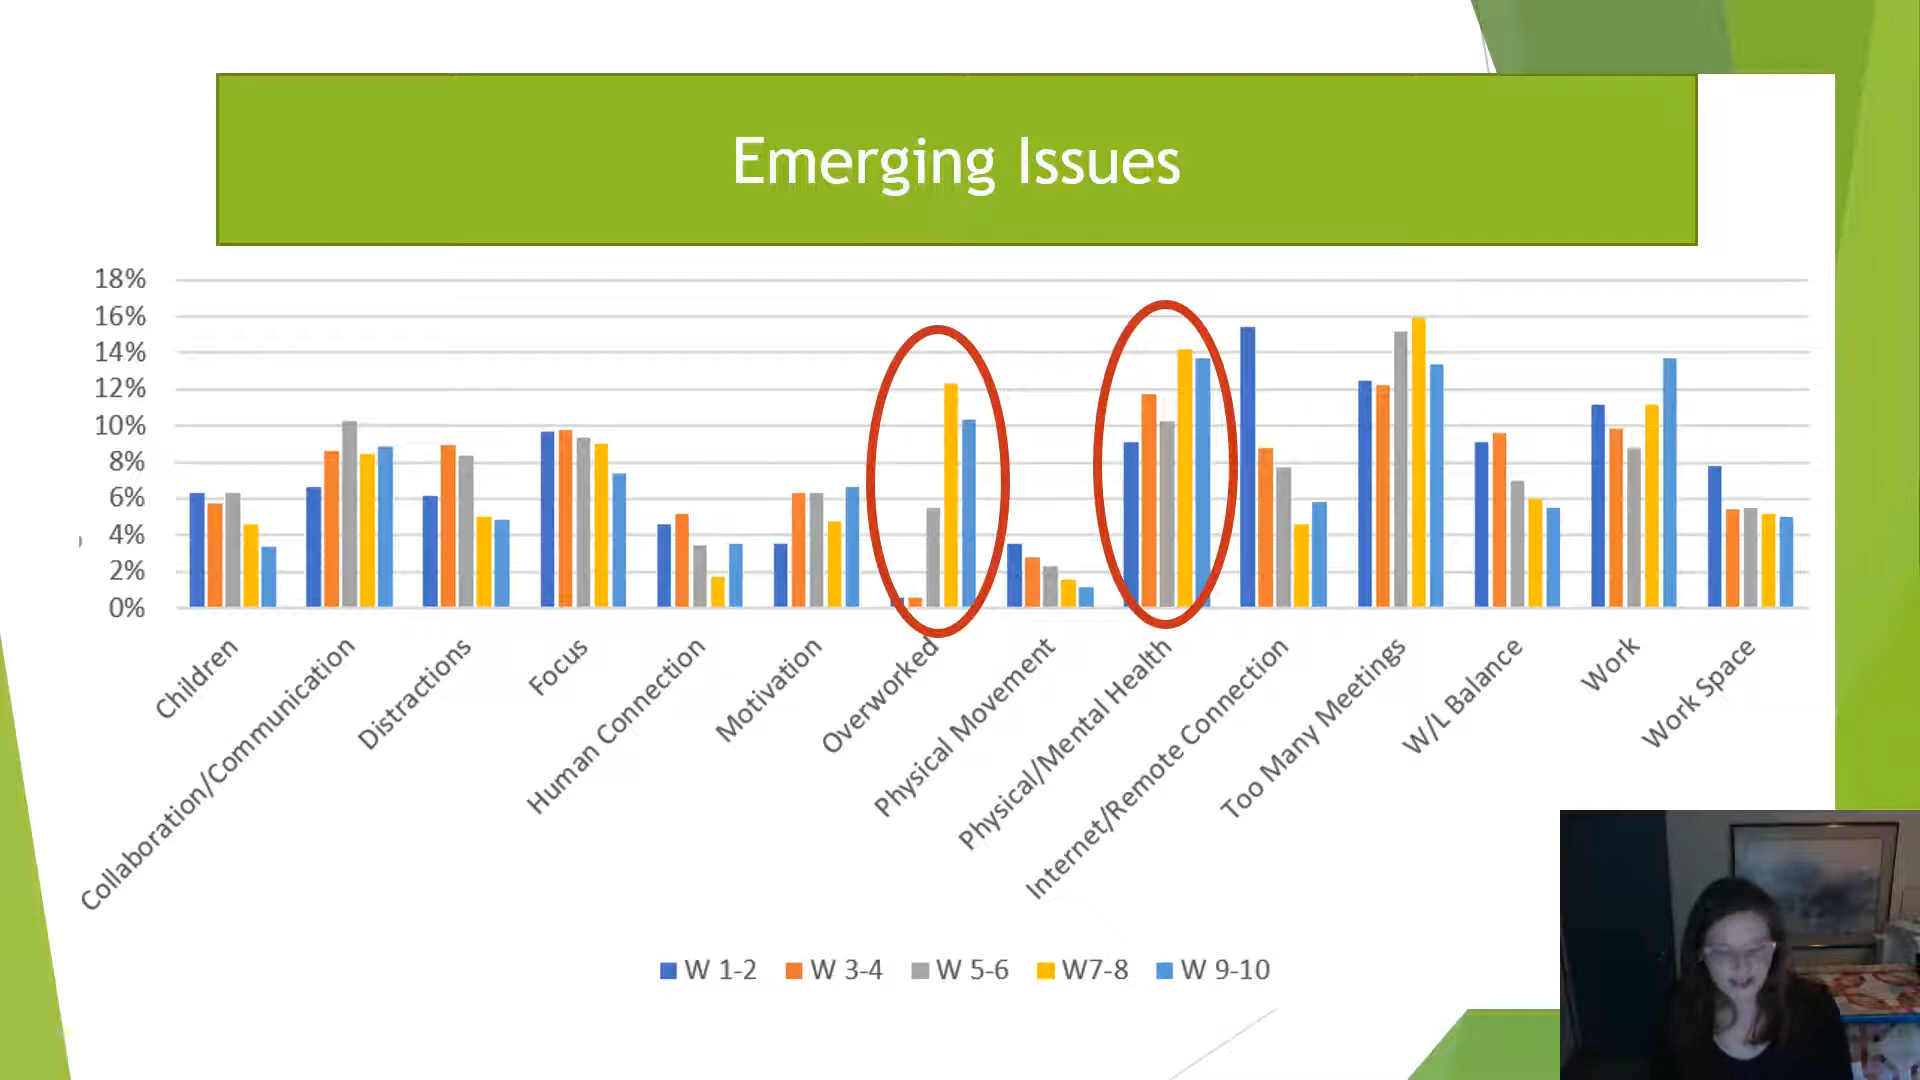 Emerging Issues
18%
16%
14%
12%
10%
8%
6%
4%
2%
0%
Children
Collaboration/Communication
Distractions
Focus
Human Connection
Motivation
Overworked
Physical Movement
Physical/Mental Health
Internet/Remote Connection
Too Many Meetings
W/L Balance
Work
Work Space
W 1-2 W 3-4 W 5-6 W7-8 W 9-10